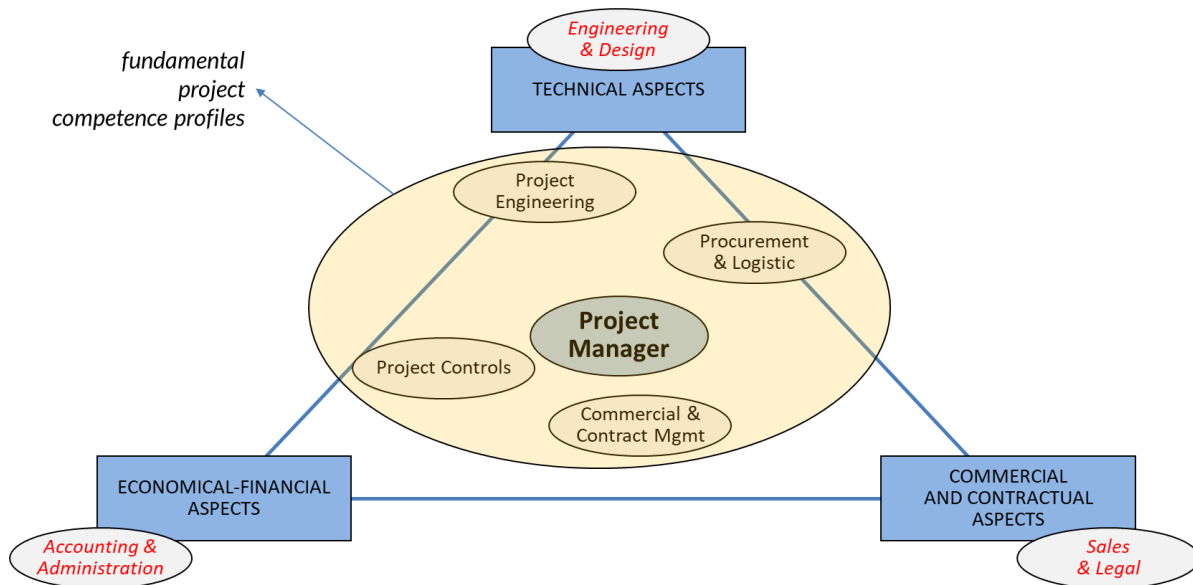 Engineering
& Design
TECHNICAL ASPECTS
fundamental
project
competence profiles
Project
Engineering
Procurement
& Logistic
Project
Manager
Project Controls
Commercial &
Contract Mgmt
ECONOMICAL-FINANCIAL
ASPECTS
COMMERCIAL
AND CONTRACTUAL
ASPECTS
Accounting &
Administration
Sales
& Legal